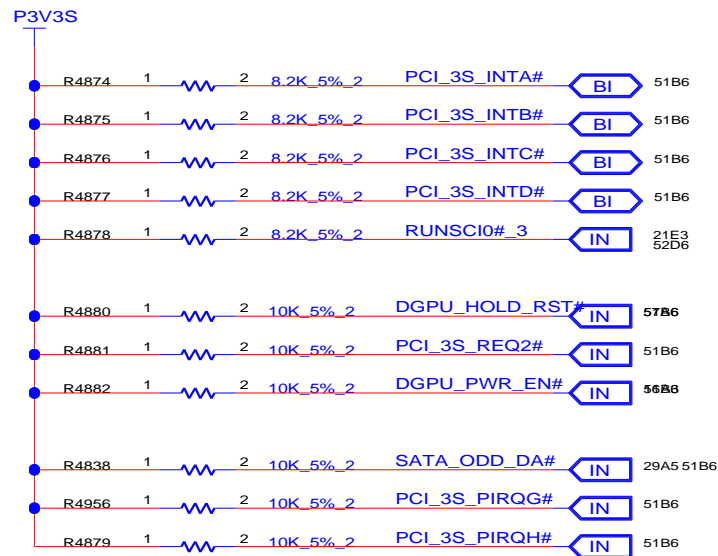 P3V3S
R4874 1 2 8.2K_5%_2 PCI_3S_INTA# BI 51B6
R4875 1 2 8.2K_5%_2 PCI_3S_INTB# BI 51B6
R4876 1 2 8.2K_5%_2 PCI_3S_INTC# BI 51B6
R4877 1 2 8.2K_5%_2 PCI_3S_INTD# BI 51B6
R4878 1 2 8.2K_5%_2 RUNSCI0#_3 IN 21E3
52D6
R4880 1 2 10K_5%_2 DGPU_HOLD_RST# IN
R4881 1 2 10K_5%_2 PCI_3S_REQ2# IN 51B6
R4882 1 2 10K_5%_2 DGPU_PWR_EN# IN
R4838 1 2 10K_5%_2 SATA_ODD_DA# IN 29A5 51B6
R4956 1 2 10K_5%_2 PCI_3S_PIRQG# IN 51B6
R4879 1 2 10K_5%_2 PCI_3S_PIRQH# IN 51B6